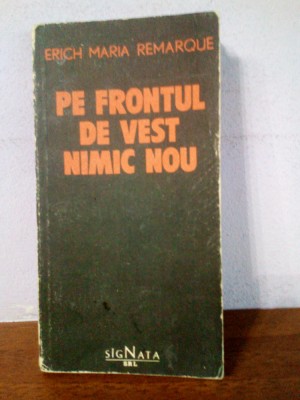 ERICH MARIA REMARQUE
PE FRONTUL
DE VEST
NIMIC NOU
SIGNATA
SRL